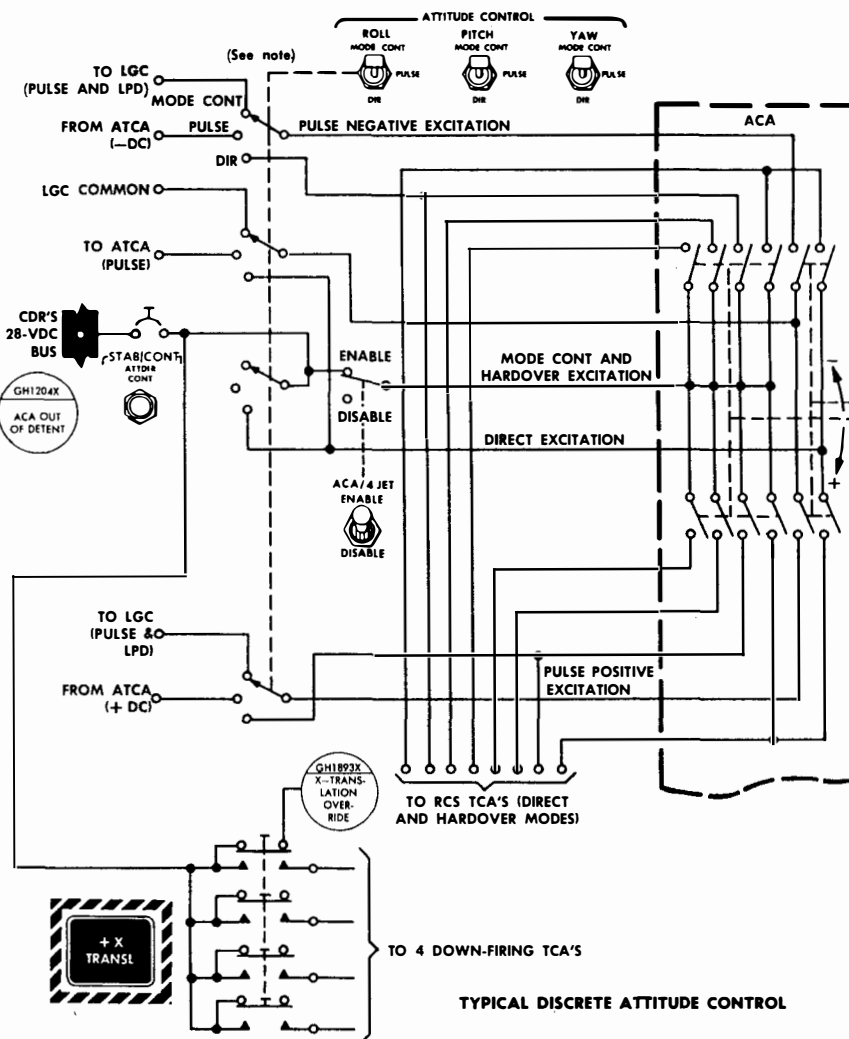 ATTITUDE CONTROL
ROLL
MODE CONT
PULSE
DIR
PITCH
MODE CONT
PULSE
DIR
YAW
MODE CONT
PULSE
DIR
(See note)
TO LGC
(PULSE AND LPD)
MODE CONT
FROM ATCA
(—DC)
PULSE
PULSE NEGATIVE EXCITATION
ACA
DIR
LGC COMMON
TO ATCA
(PULSE)
CDR'S
28-VDC
BUS
STAB/CONT
ATTDIR
CONT
GH1204X
ACA OUT
OF DETENT
ENABLE
MODE CONT AND
HARDOVER EXCITATION
DISABLE
DIRECT EXCITATION
−
+
ACA/4 JET
ENABLE
DISABLE
TO LGC
(PULSE &
LPD)
FROM ATCA
(+ DC)
PULSE POSITIVE
EXCITATION
GH1893X
X-TRANS-
LATION
OVER-
RIDE
TO RCS TCA'S (DIRECT
AND HARDOVER MODES)
+ X
TRANSL
TO 4 DOWN-FIRING TCA'S
TYPICAL DISCRETE ATTITUDE CONTROL